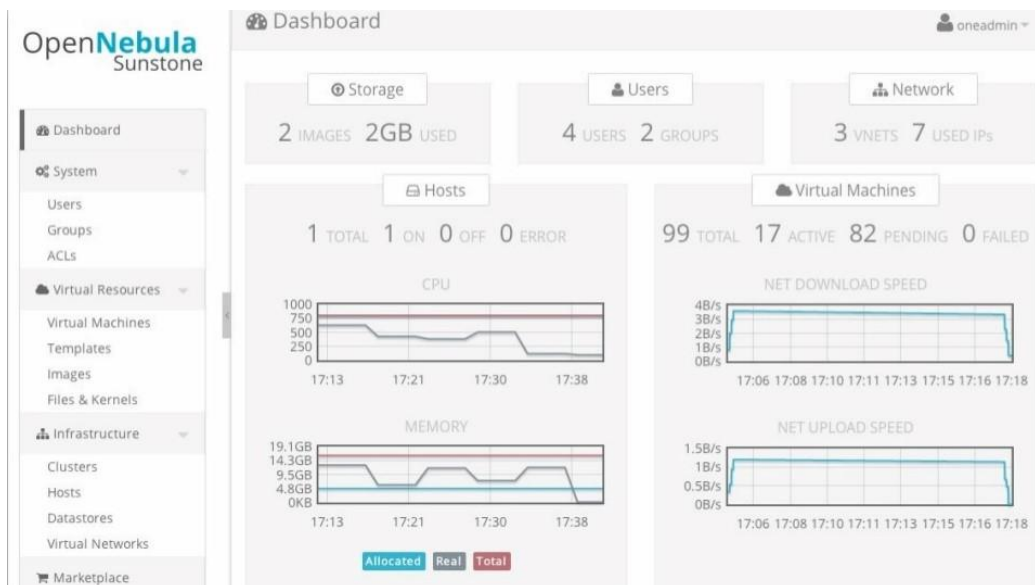 OpenNebula
Sunstone
Dashboard
System
Users
Groups
ACLs
Virtual Resources
Virtual Machines
Templates
Images
Files & Kernels
Infrastructure
Clusters
Hosts
Datastores
Virtual Networks
Marketplace
Dashboard
oneadmin
Storage
2 IMAGES 2GB USED
Users
4 USERS 2 GROUPS
Network
3 VNETS 7 USED IPs
Hosts
1 TOTAL 1 ON 0 OFF 0 ERROR
CPU
1000
750
500
250
0
17:13 17:21 17:30 17:38
MEMORY
19.1GB
14.3GB
9.5GB
4.8GB
0KB
17:13 17:21 17:30 17:38
Allocated Real Total
Virtual Machines
99 TOTAL 17 ACTIVE 82 PENDING 0 FAILED
NET DOWNLOAD SPEED
4B/s
3B/s
2B/s
1B/s
0B/s
17:06 17:08 17:10 17:11 17:13 17:15 17:16 17:18
NET UPLOAD SPEED
1.5B/s
1B/s
0.5B/s
0B/s
17:06 17:08 17:10 17:11 17:13 17:15 17:16 17:18